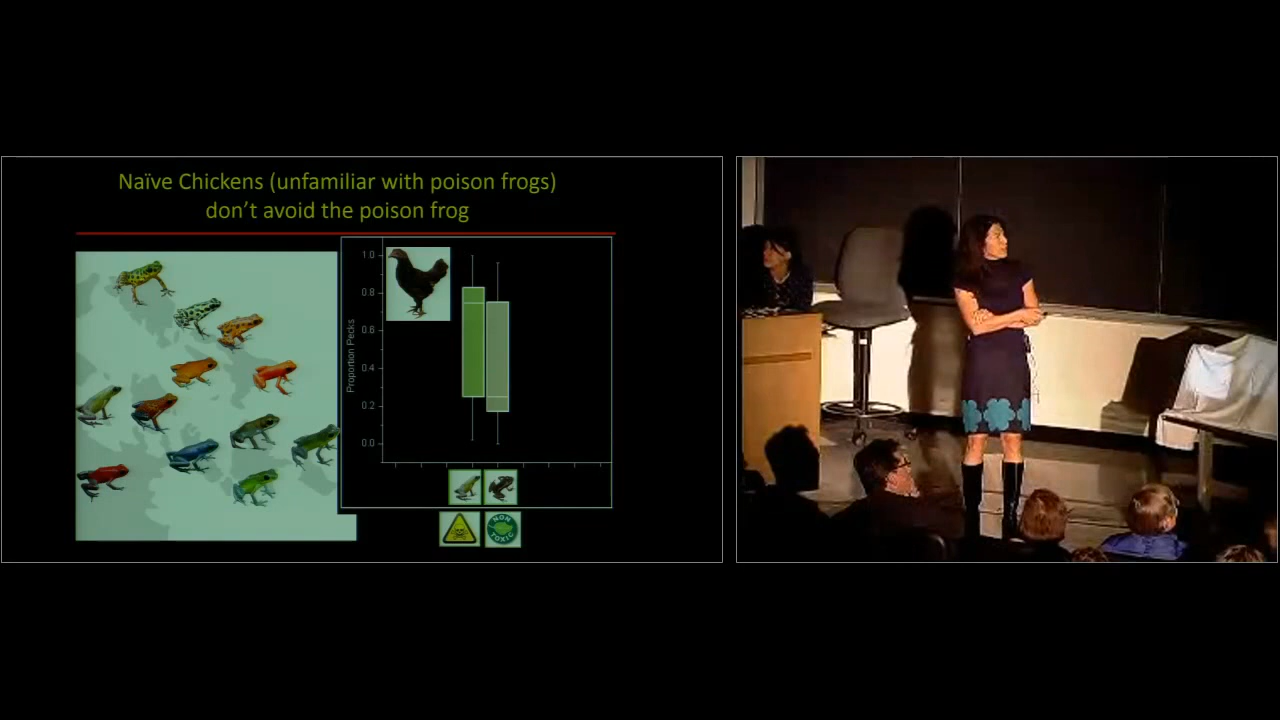 Naïve Chickens (unfamiliar with poison frogs)
don't avoid the poison frog
1.0
0.8
0.6
0.4
0.2
0.0
Proportion Pecks
NON
TOXIC